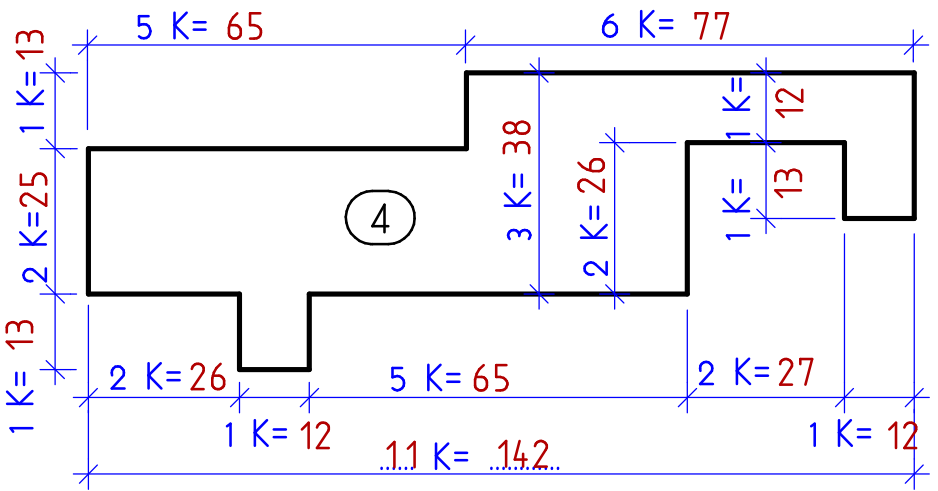 5 K= 65
6 K= 77
1 K= 13
1 K= 12
3 K= 38
2 K=26
1 K= 13
2 K=25
4
1 K= 13
2 K=26
5 K= 65
2 K=27
1 K= 12
1 K= 12
11 K= 142